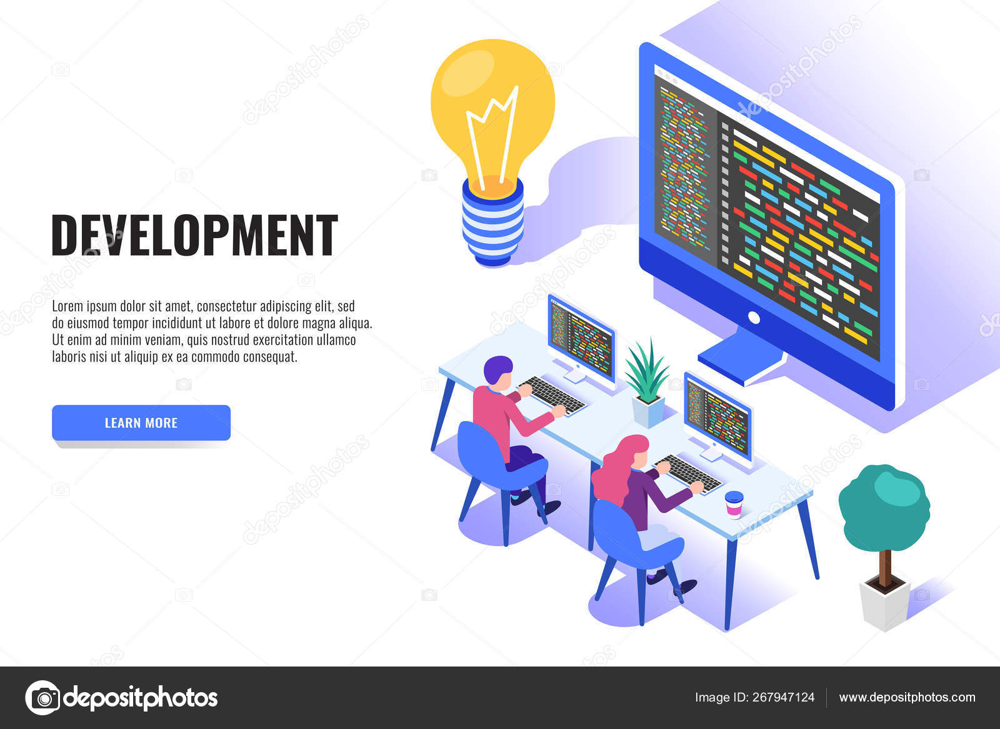 DEVELOPMENT
Lorem ipsum dolor sit amet, consectetur adipiscing elit, sed
do eiusmod tempor incididunt ut labore et dolore magna aliqua.
Ut enim ad minim veniam, quis nostrud exercitation ullamco
laboris nisi ut aliquip ex ea commodo consequat.
LEARN MORE
depositphotos
Image ID: 267947124
www.depositphotos.com